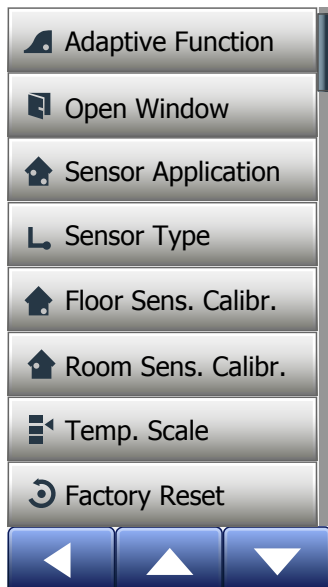 Adaptive Function
Open Window
Sensor Application
Sensor Type
Floor Sens. Calibr.
Room Sens. Calibr.
Temp. Scale
Factory Reset